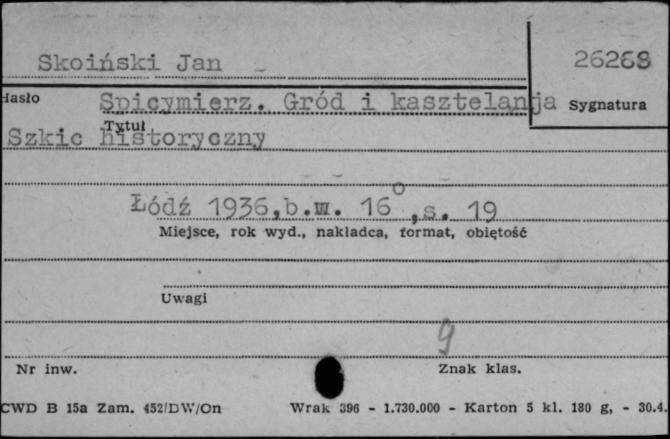 Skoiński Jan 26268
Hasło Spicymierz. Gród i kasztelanja Sygnatura
Szkic historyczny
Tytuł
Łódź 1936, b.w. 16°, s. 19
Miejsce, rok wyd., nakładca, format, objętość
Uwagi
9
Nr inw. Znak klas.
CWD B 15a Zam. 452/DW/On Wrak 396 - 1.730.000 - Karton 5 kl. 180 g, - 30.4.